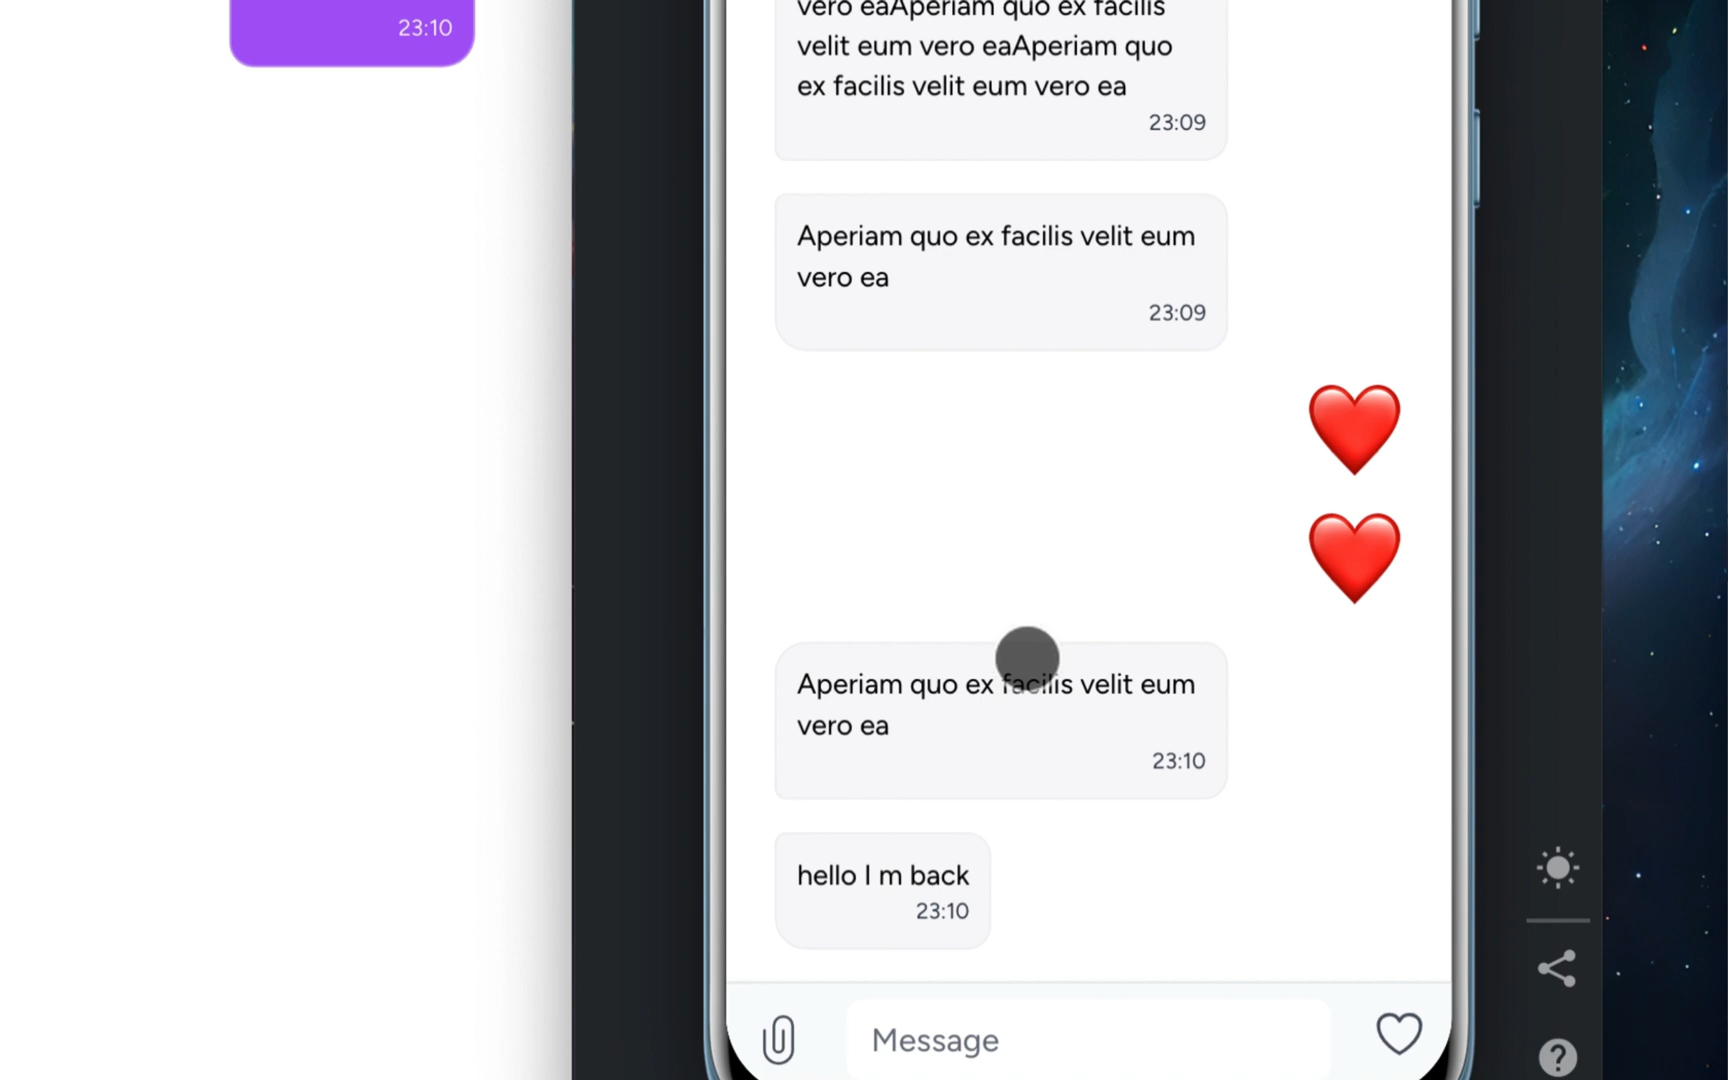 23:10
vero eaAperiam quo ex facilis
velit eum vero eaAperiam quo
ex facilis velit eum vero ea
23:09
Aperiam quo ex facilis velit eum
vero ea
23:09
Aperiam quo ex facilis velit eum
vero ea
23:10
hello I m back
23:10
Message
?